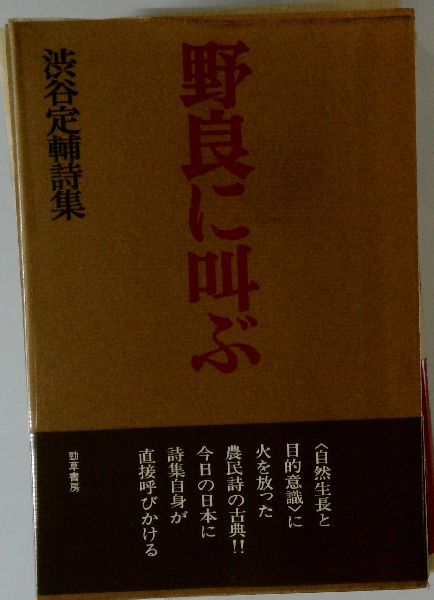 野良に叫ぶ
渋谷定輔詩集
〈自然生長と
目的意識〉に
火を放った
農民詩の古典!!
今日の日本に
詩集自身が
直接呼びかける
勁草書房